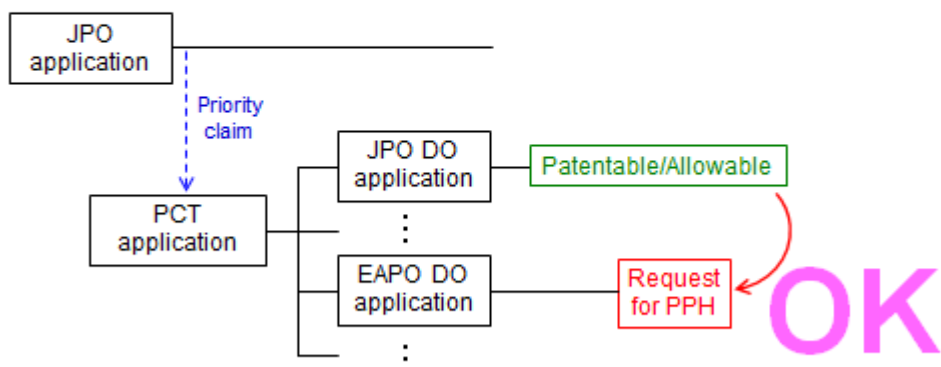 JPO
application
Priority
claim
JPO DO
application
Patentable/Allowable
PCT
application
⋮
EAPO DO
application
Request
for PPH
OK
⋮